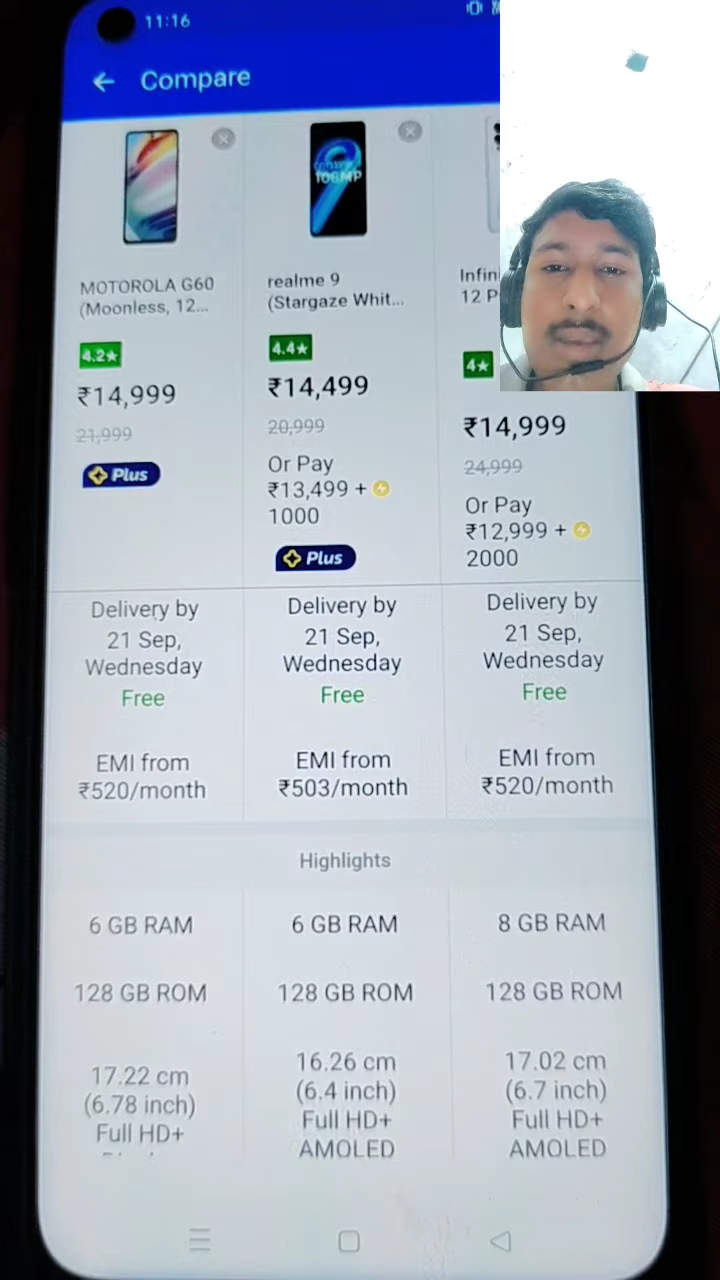 11:16
Compare
MOTOROLA G60
(Moonless, 12...
4.2★
₹14,999
21,999
Plus
realme 9
(Stargaze Whit...
4.4★
₹14,499
20,999
Or Pay
₹13,499 +
1000
Plus
Infin
12 P
4★
₹14,999
24,999
Or Pay
₹12,999 +
2000
Delivery by
21 Sep,
Wednesday
Free
Delivery by
21 Sep,
Wednesday
Free
Delivery by
21 Sep,
Wednesday
Free
EMI from
₹520/month
EMI from
₹503/month
EMI from
₹520/month
Highlights
6 GB RAM
6 GB RAM
8 GB RAM
128 GB ROM
128 GB ROM
128 GB ROM
17.22 cm
(6.78 inch)
Full HD+
16.26 cm
(6.4 inch)
Full HD+
AMOLED
17.02 cm
(6.7 inch)
Full HD+
AMOLED